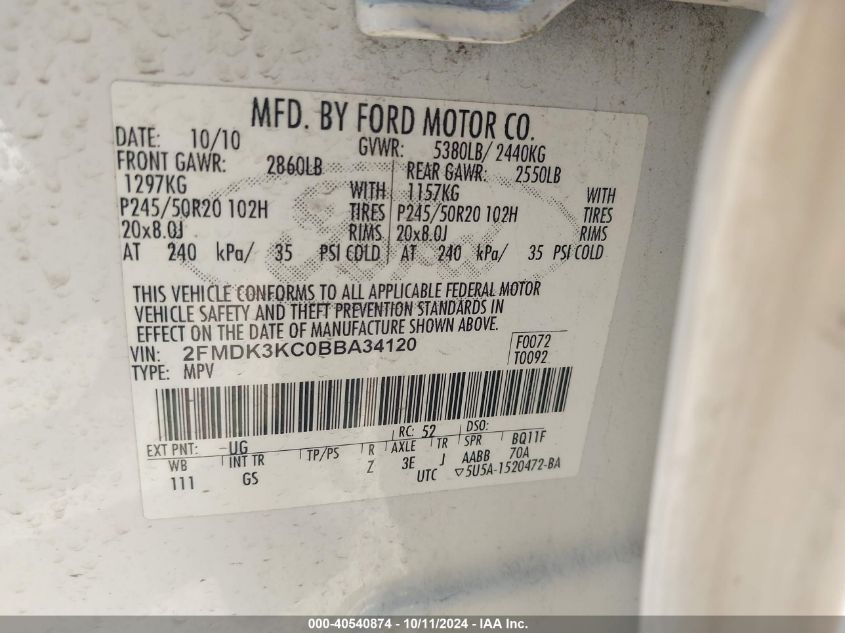 MFD. BY FORD MOTOR CO.
DATE: 10/10 GVWR: 5380LB/ 2440KG
FRONT GAWR: 2860LB REAR GAWR: 2550LB
1297KG WITH 1157KG WITH
P245/50R20 102H TIRES P245/50R20 102H TIRES
20x8.0J RIMS 20x8.0J RIMS
AT 240 kPa/ 35 PSI COLD AT 240 kPa/ 35 PSI COLD
THIS VEHICLE CONFORMS TO ALL APPLICABLE FEDERAL MOTOR
VEHICLE SAFETY AND THEFT PREVENTION STANDARDS IN
EFFECT ON THE DATE OF MANUFACTURE SHOWN ABOVE.
VIN: 2FMDK3KC0BBA34120 F0072
TYPE: MPV T0092
EXT PNT: UG RC: 52 DSO:
WB INT TR TP/PS R AXLE TR SPR BQ11F
111 GS Z 3E J AABB 70A
UTC ▽5U5A-1520472-BA
000-40540874 - 10/11/2024 - IAA Inc.